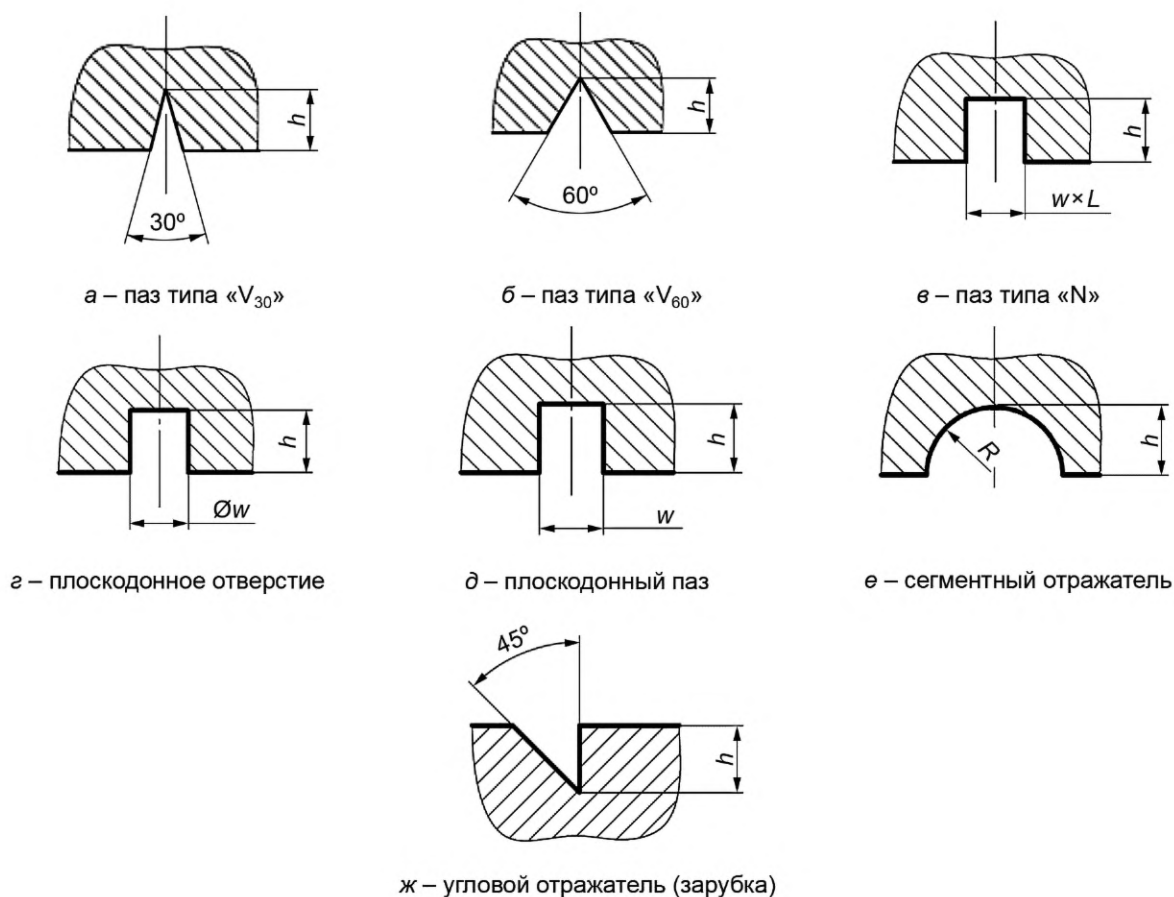 h
30º
а – паз типа «V₃₀»
h
60º
б – паз типа «V₆₀»
h
w×L
в – паз типа «N»
h
Øw
г – плоскодонное отверстие
h
w
д – плоскодонный паз
h
R
е – сегментный отражатель
45º
h
ж – угловой отражатель (зарубка)